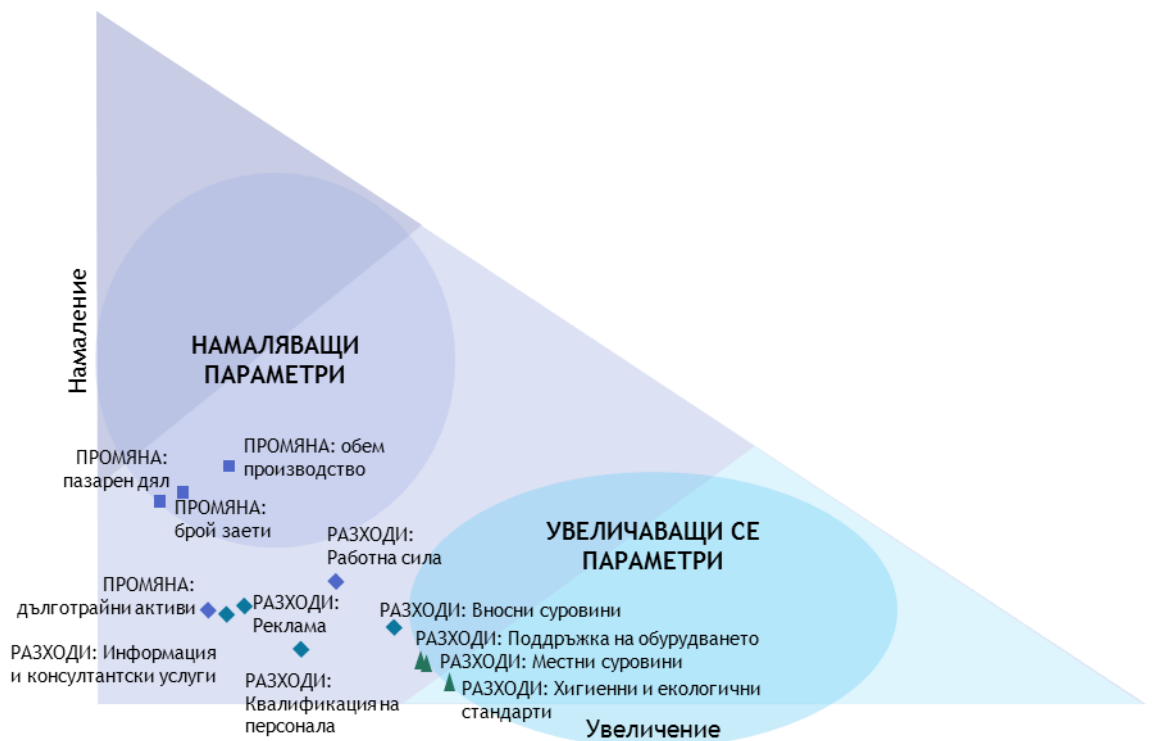 Намаление
НАМАЛЯВАЩИ
ПАРАМЕТРИ
ПРОМЯНА: обем
производство
ПРОМЯНА:
пазарен дял
ПРОМЯНА:
брой заети
РАЗХОДИ:
Работна сила
УВЕЛИЧАВАЩИ СЕ
ПАРАМЕТРИ
ПРОМЯНА:
дълготрайни активи
РАЗХОДИ:
Реклама
РАЗХОДИ: Вносни суровини
РАЗХОДИ: Поддръжка на обурудването
РАЗХОДИ: Информация
и консултантски услуги
РАЗХОДИ: Местни суровини
РАЗХОДИ:
Квалификация на
персонала
РАЗХОДИ: Хигиенни и екологични
стандарти
Увеличение